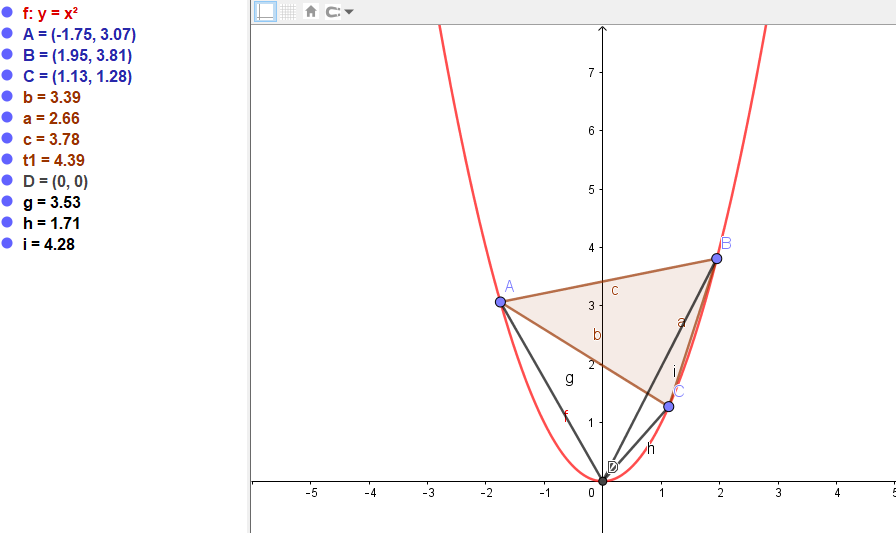 f: y = x²
A = (-1.75, 3.07)
B = (1.95, 3.81)
C = (1.13, 1.28)
b = 3.39
a = 2.66
c = 3.78
t1 = 4.39
D = (0, 0)
g = 3.53
h = 1.71
i = 4.28
7
6
5
B
4
A
c
3
a
b
2
i
g
C
f
1
h
D
-5 -4 -3 -2 -1 0 1 2 3 4 5